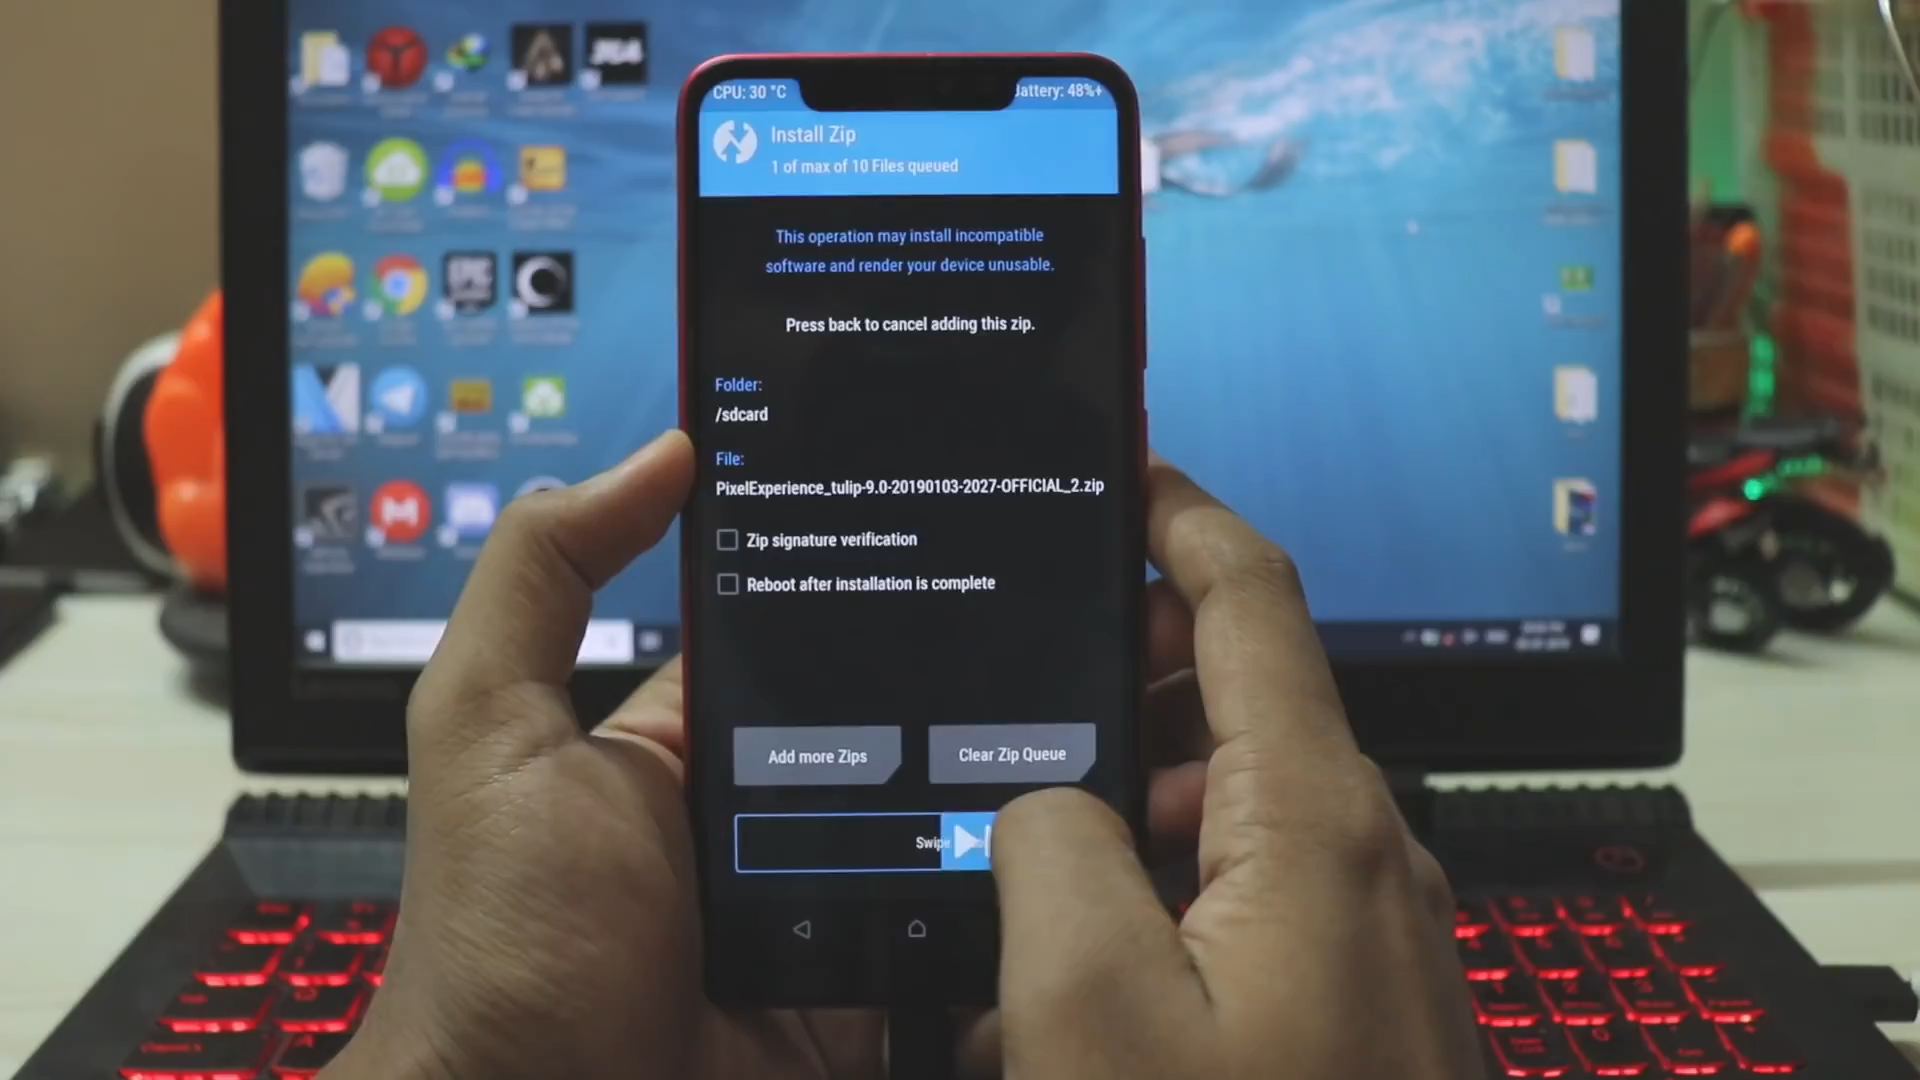 CPU: 30 °C
Battery: 48%+
Install Zip
1 of max of 10 Files queued
This operation may install incompatible
software and render your device unusable.
Press back to cancel adding this zip.
Folder:
/sdcard
File:
PixelExperience_tulip-9.0-20190103-2027-OFFICIAL_2.zip
Zip signature verification
Reboot after installation is complete
Add more Zips
Clear Zip Queue
Swipe
EPIC